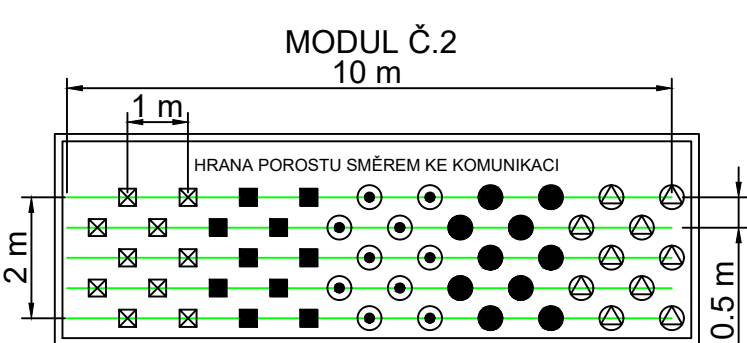 MODUL Č.2
10 m
1 m
HRANA POROSTU SMĚREM KE KOMUNIKACI
2 m
0.5 m